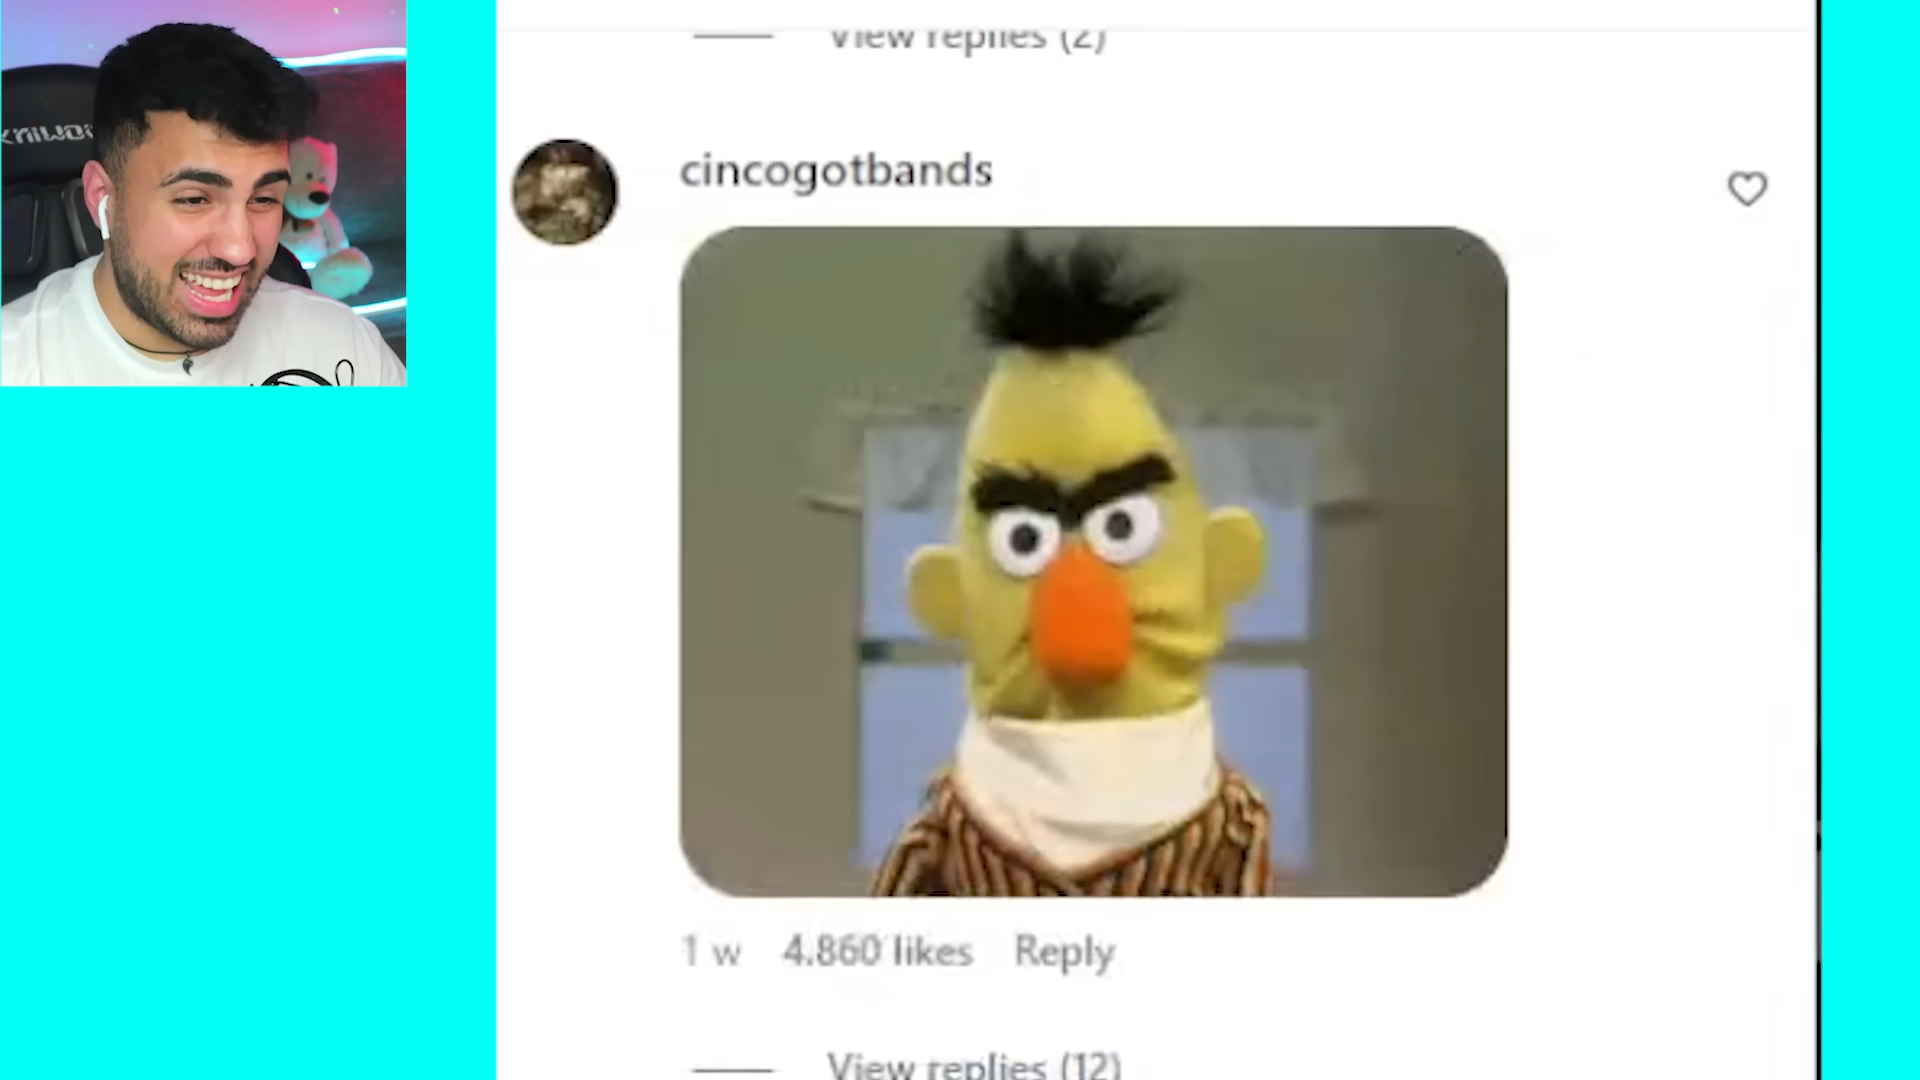 View replies (2)
cincogotbands
1 w 4.860 likes Reply
View replies (12)